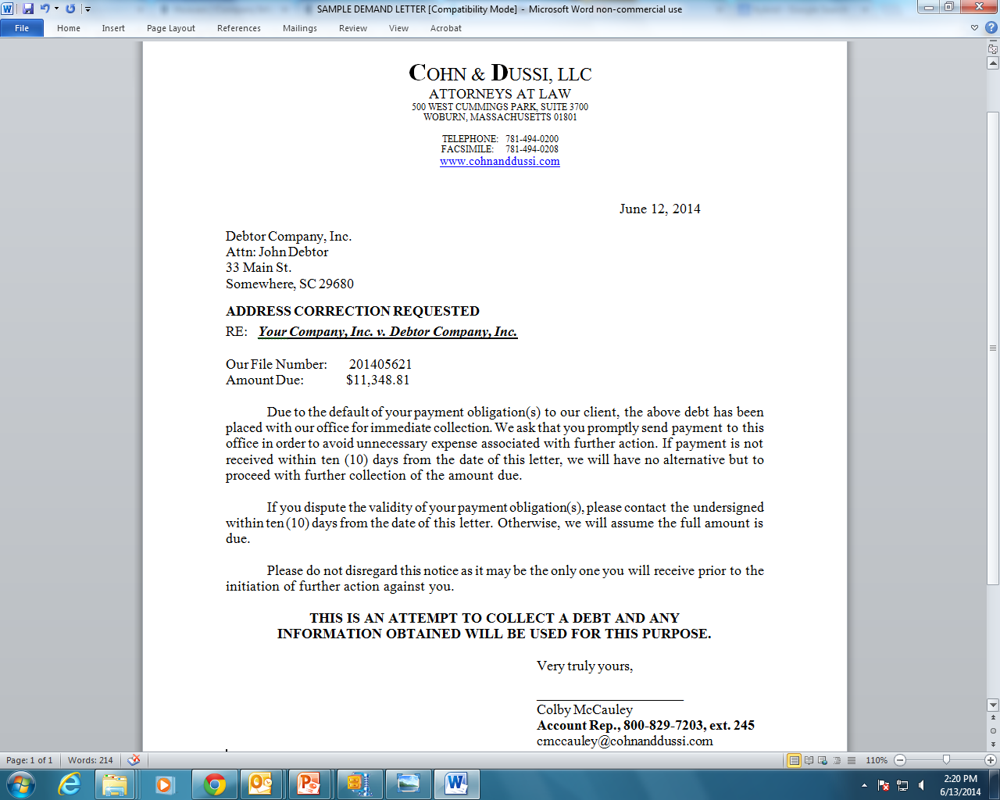 SAMPLE DEMAND LETTER [Compatibility Mode] - Microsoft Word non-commercial use
File Home Insert Page Layout References Mailings Review View Acrobat
COHN & DUSSI, LLC
ATTORNEYS AT LAW
500 WEST CUMMINGS PARK, SUITE 3700
WOBURN, MASSACHUSETTS 01801
TELEPHONE: 781-494-0200
FACSIMILE: 781-494-0208
www.cohnanddussi.com
June 12, 2014
Debtor Company, Inc.
Attn: John Debtor
33 Main St.
Somewhere, SC 29680
ADDRESS CORRECTION REQUESTED
RE: Your Company, Inc. v. Debtor Company, Inc.
Our File Number: 201405621
Amount Due: $11,348.81
Due to the default of your payment obligation(s) to our client, the above debt has been
placed with our office for immediate collection. We ask that you promptly send payment to this
office in order to avoid unnecessary expense associated with further action. If payment is not
received within ten (10) days from the date of this letter, we will have no alternative but to
proceed with further collection of the amount due.
If you dispute the validity of your payment obligation(s), please contact the undersigned
within ten (10) days from the date of this letter. Otherwise, we will assume the full amount is
due.
Please do not disregard this notice as it may be the only one you will receive prior to the
initiation of further action against you.
THIS IS AN ATTEMPT TO COLLECT A DEBT AND ANY
INFORMATION OBTAINED WILL BE USED FOR THIS PURPOSE.
Very truly yours,
Colby McCauley
Account Rep., 800-829-7203, ext. 245
cmccauley@cohnanddussi.com
Page: 1 of 1 Words: 214 110%
2:20 PM
6/13/2014